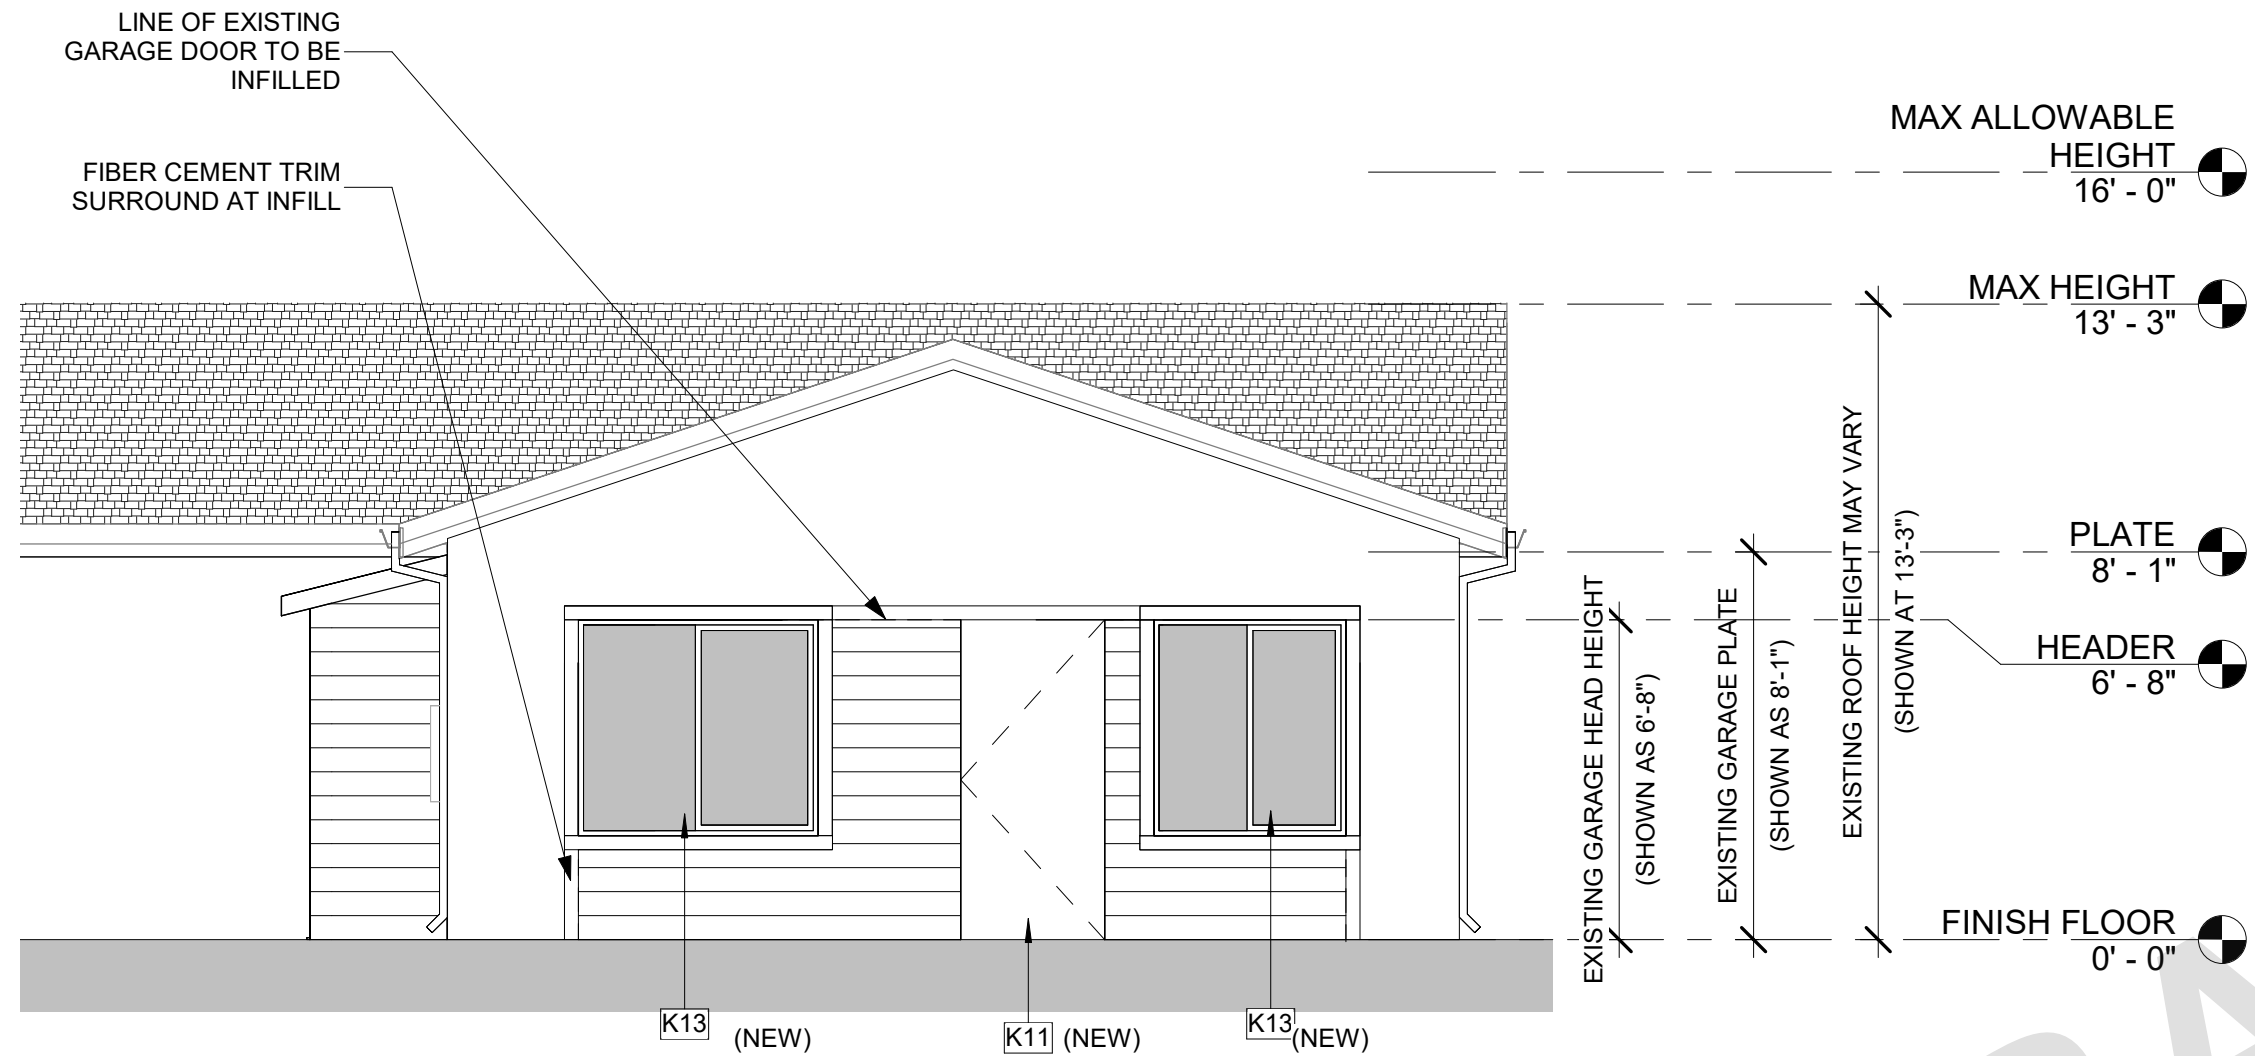 LINE OF EXISTING
GARAGE DOOR TO BE
INFILLED
FIBER CEMENT TRIM
SURROUND AT INFILL
MAX ALLOWABLE
HEIGHT
16' - 0"
MAX HEIGHT
13' - 3"
PLATE
8' - 1"
HEADER
6' - 8"
FINISH FLOOR
0' - 0"
EXISTING GARAGE HEAD HEIGHT
(SHOWN AS 6'-8")
EXISTING GARAGE PLATE
(SHOWN AS 8'-1")
EXISTING ROOF HEIGHT MAY VARY
(SHOWN AT 13'-3")
K13
(NEW)
K11 (NEW)
K13
(NEW)